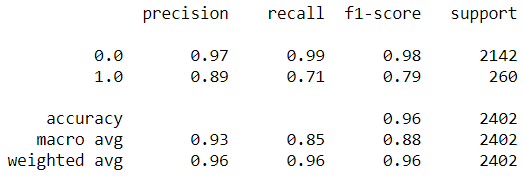 precision recall f1-score support
0.0 0.97 0.99 0.98 2142
1.0 0.89 0.71 0.79 260
accuracy 0.96 2402
macro avg 0.93 0.85 0.88 2402
weighted avg 0.96 0.96 0.96 2402